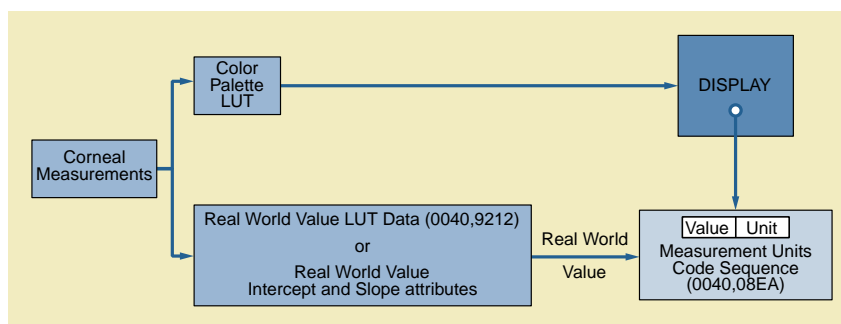 Color
Palette
LUT
DISPLAY
Corneal
Measurements
Real World Value LUT Data (0040,9212)
or
Real World Value
Intercept and Slope attributes
Real World
Value
Value Unit
Measurement Units
Code Sequence
(0040,08EA)